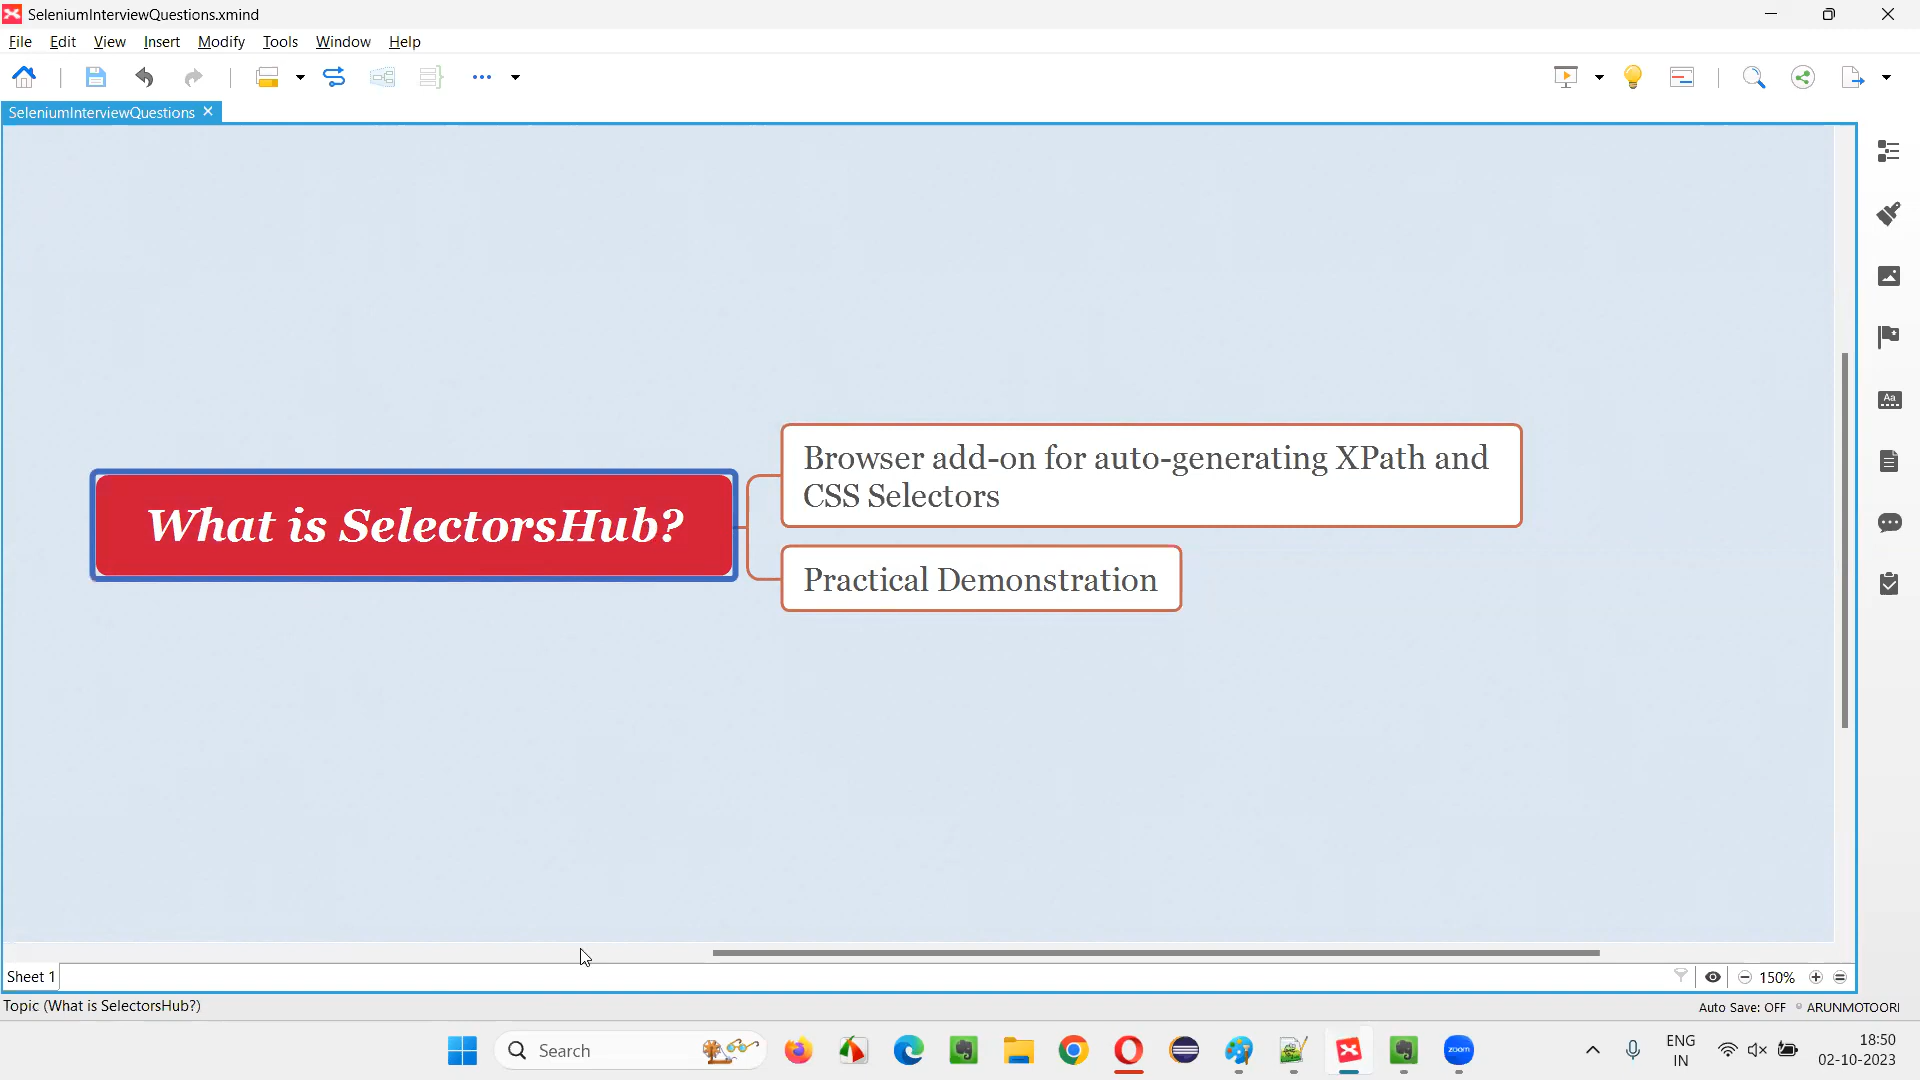 SeleniumInterviewQuestions.xmind
File Edit View Insert Modify Tools Window Help
SeleniumInterviewQuestions
Browser add-on for auto-generating XPath and
CSS Selectors
What is SelectorsHub?
Practical Demonstration
Aa
Sheet 1
150%
Topic (What is SelectorsHub?)
Auto Save: OFF
ARUNMOTOORI
Search
zoom
ENG
IN
18:50
02-10-2023